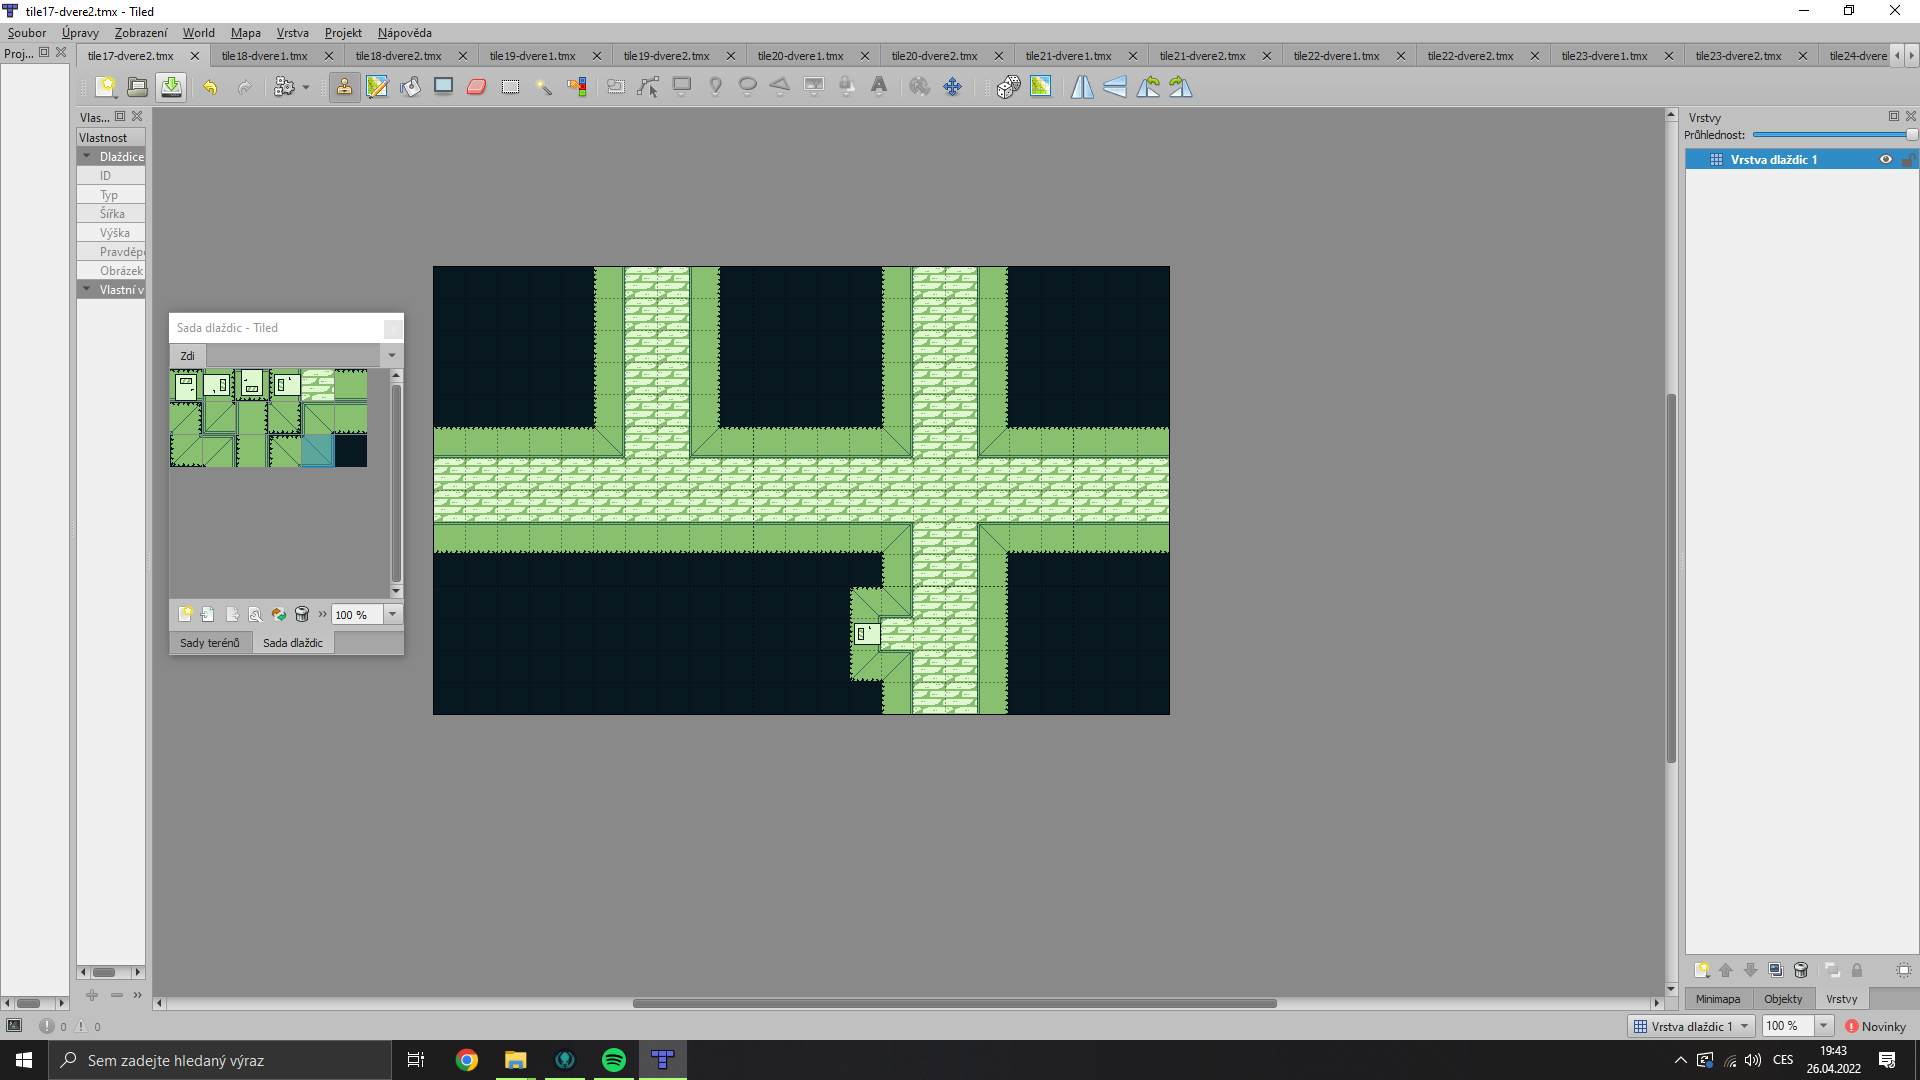 tile17-dvere2.tmx - Tiled
Soubor Úpravy Zobrazení World Mapa Vrstva Projekt Nápověda
Proj... tile17-dvere2.tmx tile18-dvere1.tmx tile18-dvere2.tmx tile19-dvere1.tmx tile19-dvere2.tmx tile20-dvere1.tmx tile20-dvere2.tmx tile21-dvere1.tmx tile21-dvere2.tmx tile22-dvere1.tmx tile22-dvere2.tmx tile23-dvere1.tmx tile23-dvere2.tmx tile24-dvere
Vlas...
Vlastnost
Dlaždice
ID
Typ
Šířka
Výška
Pravděpo
Obrázek
Vlastní v
Sada dlaždic - Tiled
Zdi
100 %
Sady terénů Sada dlaždic
Vrstvy
Průhlednost:
Vrstva dlaždic 1
Minimapa Objekty Vrstvy
0 0
Vrstva dlaždic 1 100 % Novinky
Sem zadejte hledaný výraz
CES
19:43
26.04.2022